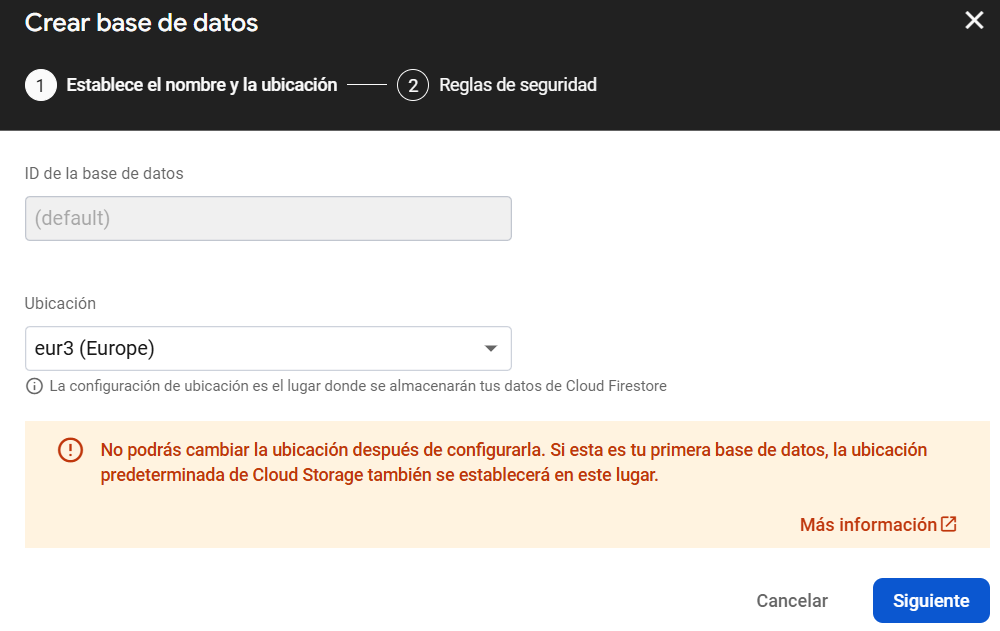 Crear base de datos
1 Establece el nombre y la ubicación
2 Reglas de seguridad
ID de la base de datos
(default)
Ubicación
eur3 (Europe)
La configuración de ubicación es el lugar donde se almacenarán tus datos de Cloud Firestore
No podrás cambiar la ubicación después de configurarla. Si esta es tu primera base de datos, la ubicación
predeterminada de Cloud Storage también se establecerá en este lugar.
Más información
Cancelar
Siguiente